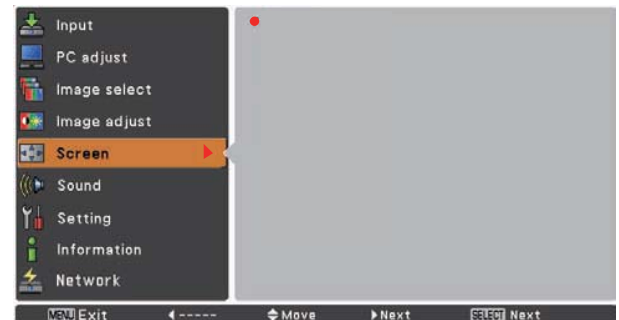 Input
PC adjust
Image select
Image adjust
Screen
Sound
Setting
Information
Network
MENU Exit ◀----- ⬍Move ▶Next SELECT Next